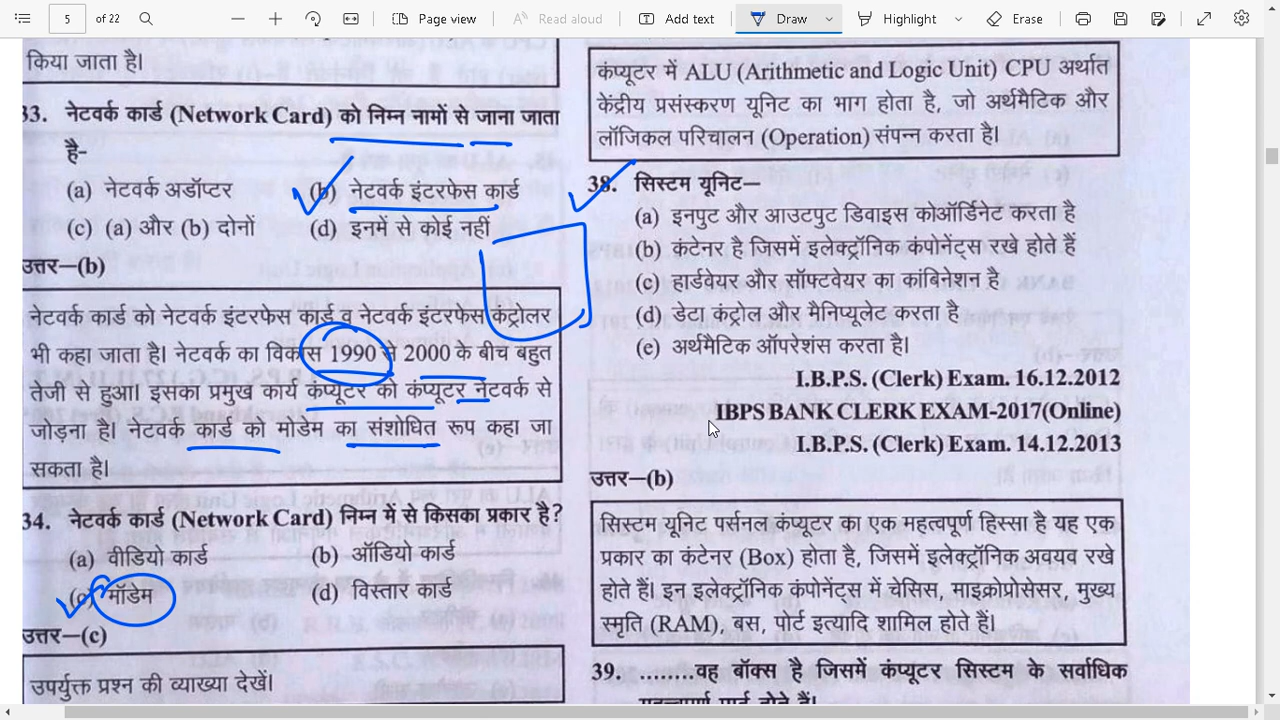 5 of 22
Page view
Read aloud
Add text
Draw
Highlight
Erase
किया जाता है।
33. नेटवर्क कार्ड (Network Card) को निम्न नामो से जाना जाता
है-
(a) नेटवर्क अडॉप्टर (b) नेटवर्क इंटरफेस कार्ड
(c) (a) और (b) दोनों (d) इनमें से कोई नहीं
उत्तर—(b)
नेटवर्क कार्ड को नेटवर्क इंटरफेस कार्ड व नेटवर्क इंटरफेस कंट्रोलर
भी कहा जाता है। नेटवर्क का विकास 1990 से 2000 के बीच बहुत
तेजी से हुआ। इसका प्रमुख कार्य कंप्यूटर को कंप्यूटर नेटवर्क से
जोड़ना है। नेटवर्क कार्ड को मोडेम का संशोधित रूप कहा जा
सकता है।
34. नेटवर्क कार्ड (Network Card) निम्न में से किसका प्रकार है?
(a) वीडियो कार्ड (b) ऑडियो कार्ड
(c) मॉडेम (d) विस्तार कार्ड
उत्तर—(c)
उपर्युक्त प्रश्न की व्याख्या देखें।
कंप्यूटर में ALU (Arithmetic and Logic Unit) CPU अर्थात
केंद्रीय प्रसंस्करण यूनिट का भाग होता है, जो अर्थमैटिक और
लॉजिकल परिचालन (Operation) संपन्न करता है।
38. सिस्टम यूनिट—
(a) इनपुट और आउटपुट डिवाइस कोऑर्डिनेट करता है
(b) कंटेनर है जिसमें इलेक्ट्रॉनिक कंपोनेंट्स रखे होते हैं
(c) हार्डवेयर और सॉफ्टवेयर का कांबिनेशन है
(d) डेटा कंट्रोल और मैनिप्यूलेट करता है
(e) अर्थमैटिक ऑपरेशंस करता है।
I.B.P.S. (Clerk) Exam. 16.12.2012
IBPS BANK CLERK EXAM-2017(Online)
I.B.P.S. (Clerk) Exam. 14.12.2013
उत्तर—(b)
सिस्टम यूनिट पर्सनल कंप्यूटर का एक महत्वपूर्ण हिस्सा है यह एक
प्रकार का कंटेनर (Box) होता है, जिसमें इलेक्ट्रॉनिक अवयव रखे
होते हैं। इन इलेक्ट्रॉनिक कंपोनेंट्स में चेसिस, माइक्रोप्रोसेसर, मुख्य
स्मृति (RAM), बस, पोर्ट इत्यादि शामिल होते हैं।
39. ........ वह बॉक्स है जिसमें कंप्यूटर सिस्टम के सर्वाधिक